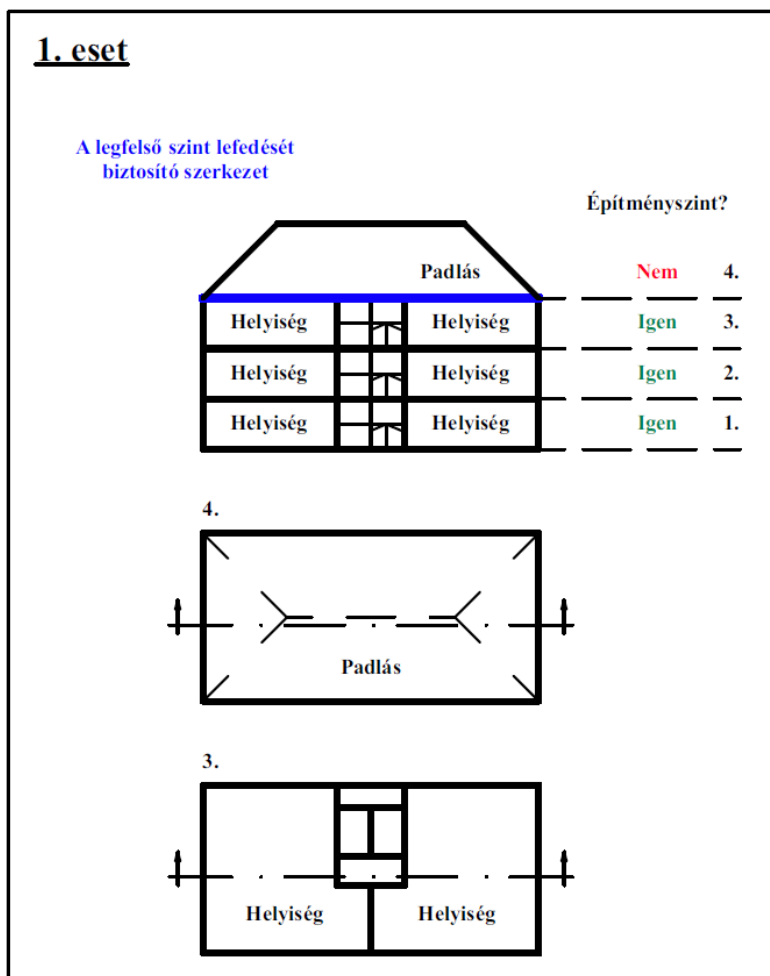 1. eset
A legfelső szint lefedését
biztosító szerkezet
Építményszint?
Padlás Nem 4.
Helyiség Helyiség Igen 3.
Helyiség Helyiség Igen 2.
Helyiség Helyiség Igen 1.
4.
Padlás
3.
Helyiség Helyiség